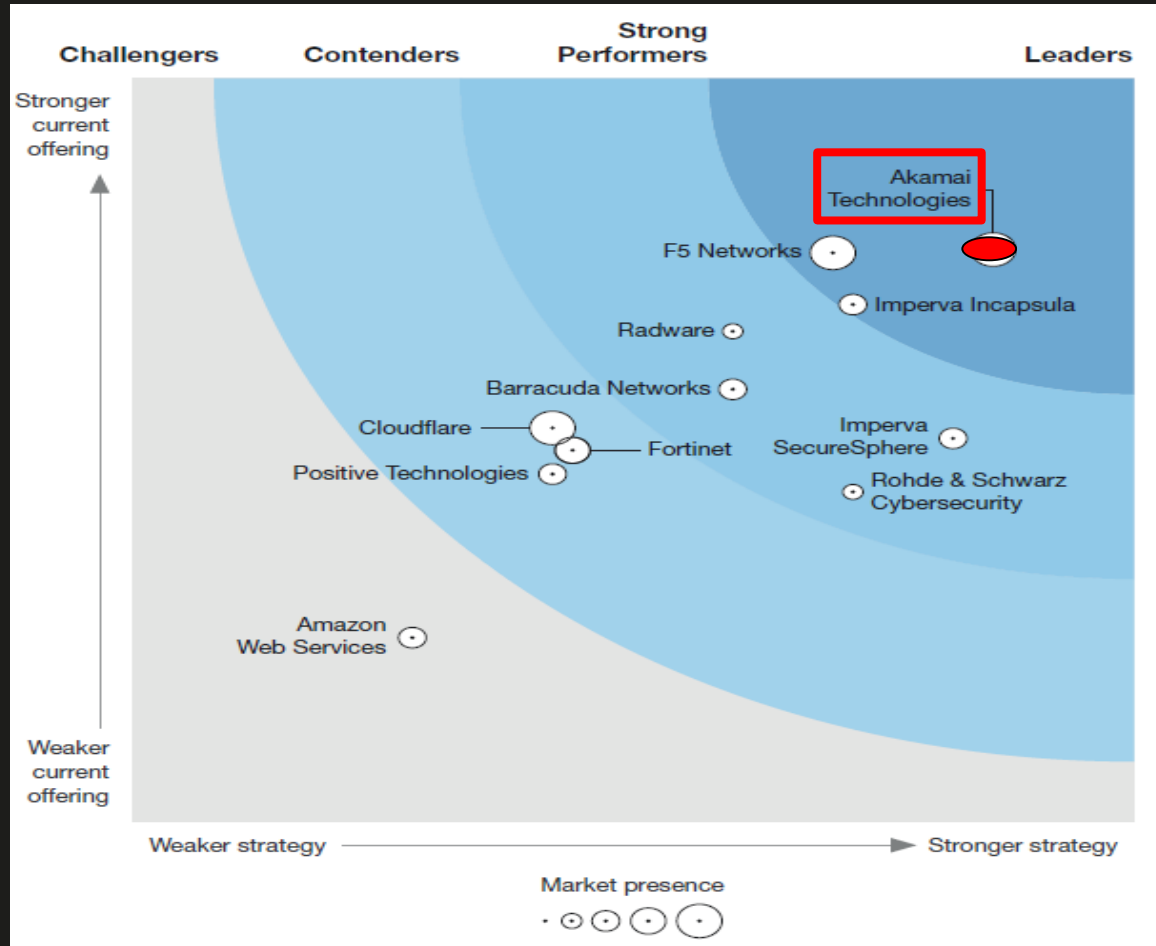 Challengers
Contenders
Strong
Performers
Leaders
Stronger
current
offering
Akamai
Technologies
F5 Networks
Imperva Incapsula
Radware
Barracuda Networks
Cloudflare
Fortinet
Imperva
SecureSphere
Positive Technologies
Rohde & Schwarz
Cybersecurity
Amazon
Web Services
Weaker
current
offering
Weaker strategy
Stronger strategy
Market presence